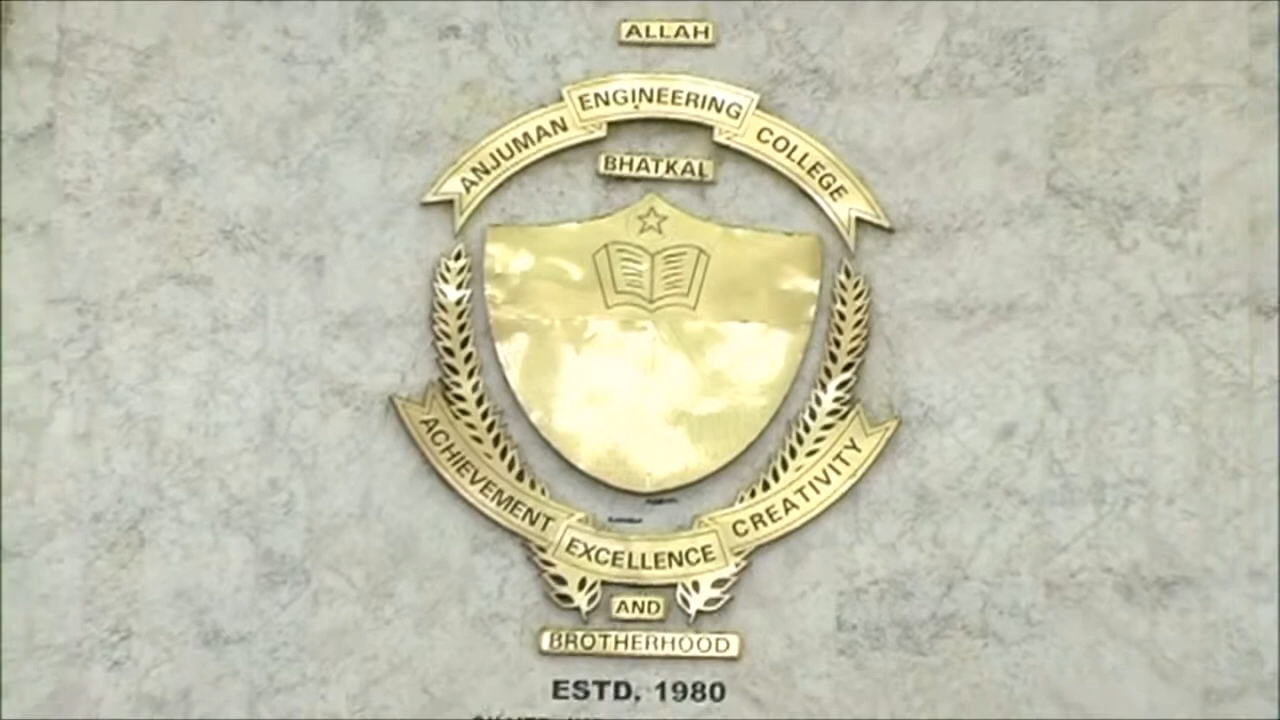 ALLAH
ANJUMAN ENGINEERING COLLEGE
BHATKAL
ACHIEVEMENT EXCELLENCE CREATIVITY
AND
BROTHERHOOD
ESTD. 1980